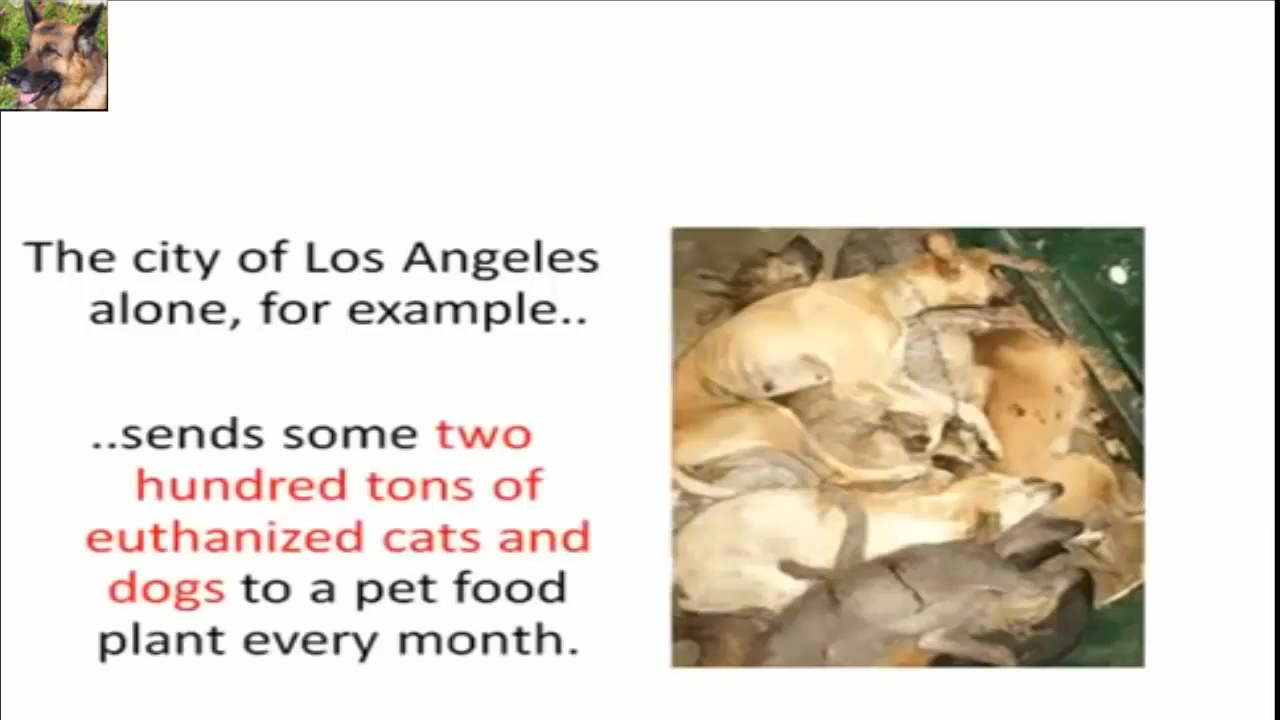 The city of Los Angeles
alone, for example..
..sends some two
hundred tons of
euthanized cats and
dogs to a pet food
plant every month.